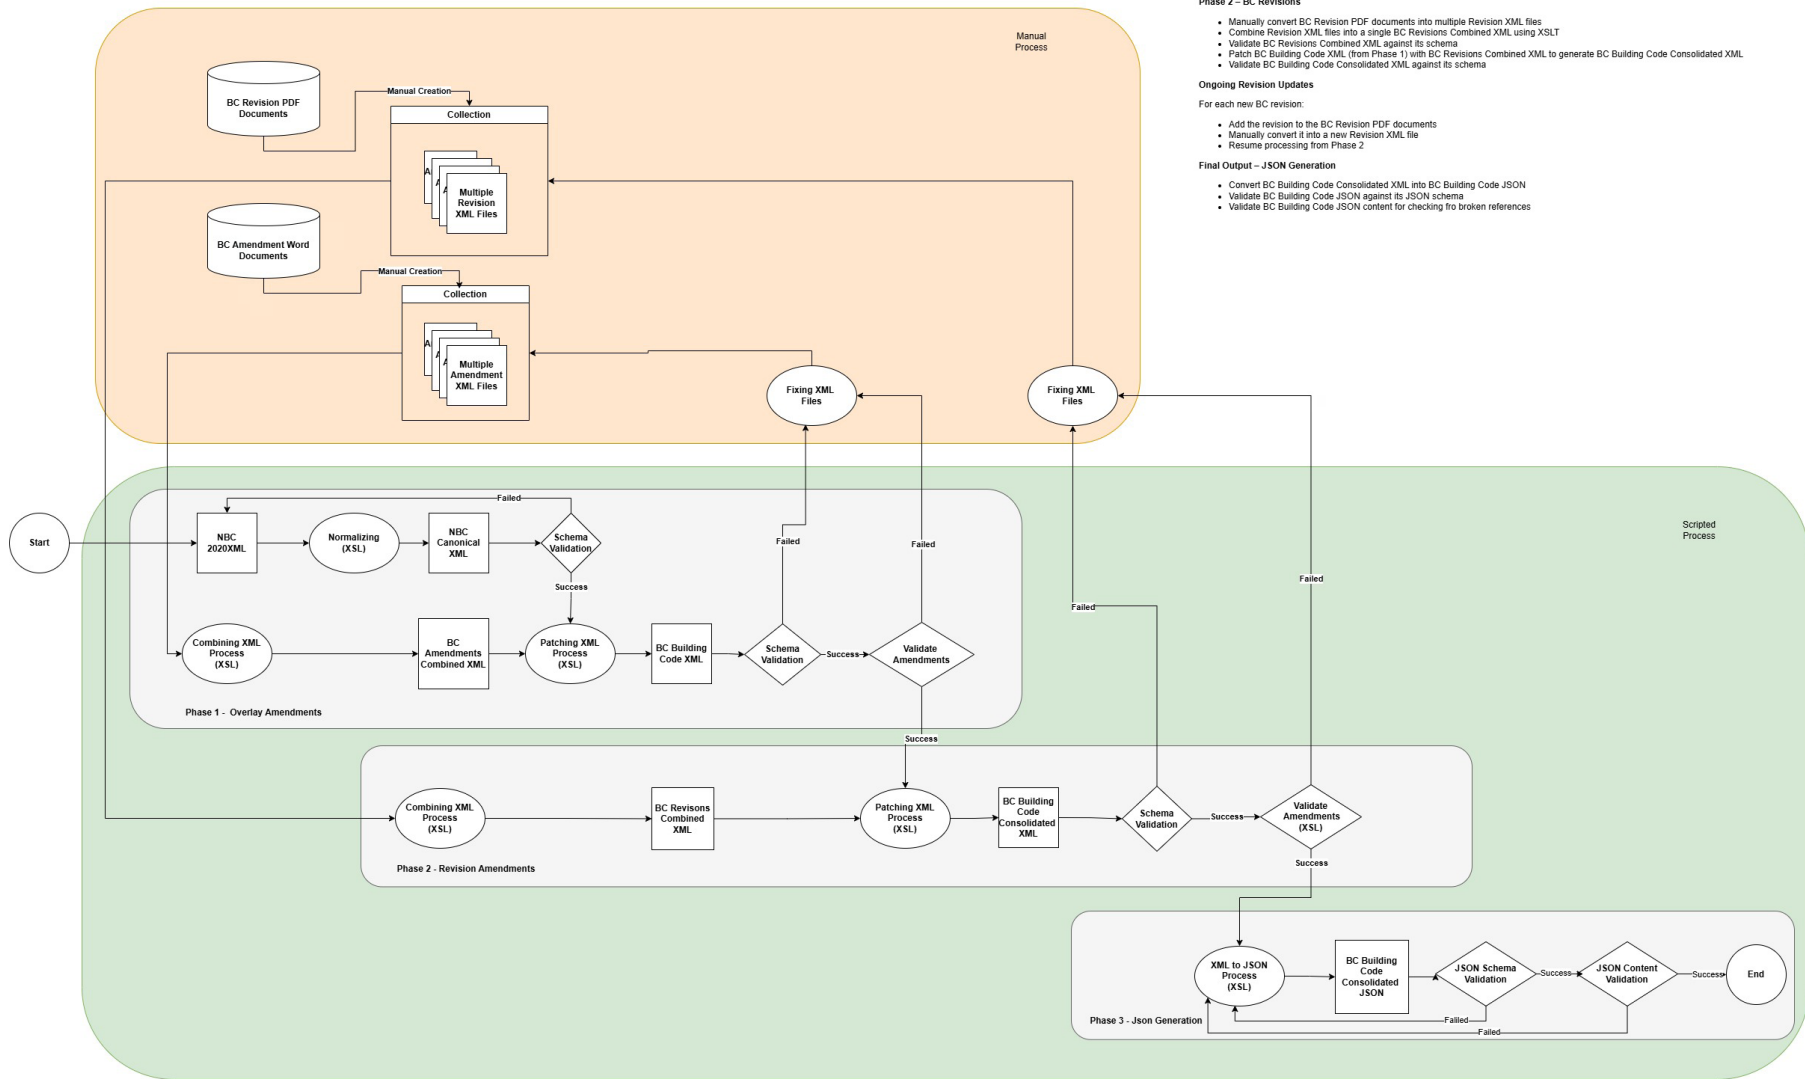 Phase 2 – BC Revisions
Manually convert BC Revision PDF documents into multiple Revision XML files
Combine Revision XML files into a single BC Revisions Combined XML using XSLT
Validate BC Revisions Combined XML against its schema
Patch BC Building Code XML (from Phase 1) with BC Revisions Combined XML to generate BC Building Code Consolidated XML
Validate BC Building Code Consolidated XML against its schema
Ongoing Revision Updates
For each new BC revision:
Add the revision to the BC Revision PDF documents
Manually convert it into a new Revision XML file
Resume processing from Phase 2
Final Output – JSON Generation
Convert BC Building Code Consolidated XML into BC Building Code JSON
Validate BC Building Code JSON against its JSON schema
Validate BC Building Code JSON content for checking fro broken references
Manual
Process
BC Revision PDF
Documents
Manual Creation
Collection
A
A
A
Multiple
Revision
XML Files
BC Amendment Word
Documents
Manual Creation
Collection
A
A
A
Multiple
Amendment
XML Files
Fixing XML
Files
Fixing XML
Files
Scripted
Process
Start
Failed
NBC
2020XML
Normalizing
(XSL)
NBC
Canonical
XML
Schema
Validation
Success
Failed
Failed
Failed
Failed
Combining XML
Process
(XSL)
BC
Amendments
Combined XML
Patching XML
Process
(XSL)
BC Building
Code XML
Schema
Validation
Success
Validate
Amendments
Phase 1 -  Overlay Amendments
Success
Combining XML
Process
(XSL)
BC Revisons
Combined
XML
Patching XML
Process
(XSL)
BC Building
Code
Consolidated
XML
Schema
Validation
Success
Validate
Amendments
(XSL)
Phase 2 - Revision Amendments
Success
XML to JSON
Process
(XSL)
BC Building
Code
Consolidated
JSON
JSON Schema
Validation
Success
JSON Content
Validation
Success
End
Phase 3 - Json Generation
Faliled
Failed